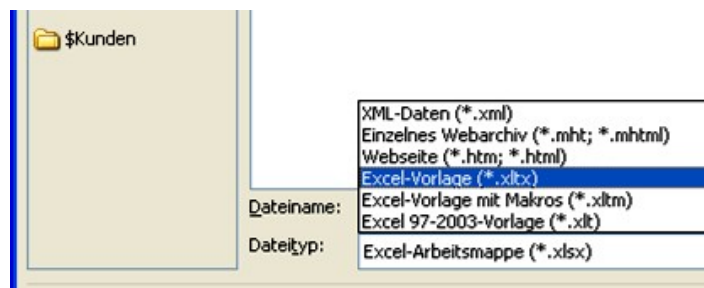 $Kunden
XML-Daten (*.xml)
Einzelnes Webarchiv (*.mht; *.mhtml)
Webseite (*.htm; *.html)
Excel-Vorlage (*.xltx)
Excel-Vorlage mit Makros (*.xltm)
Dateiname:
Excel 97-2003-Vorlage (*.xlt)
Dateityp:
Excel-Arbeitsmappe (*.xlsx)